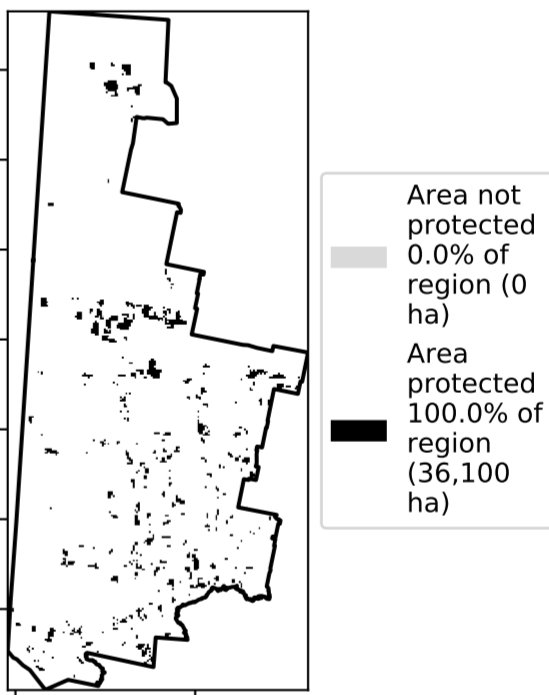 Area not
protected
0.0% of
region (0
ha)
Area
protected
100.0% of
region
(36,100
ha)